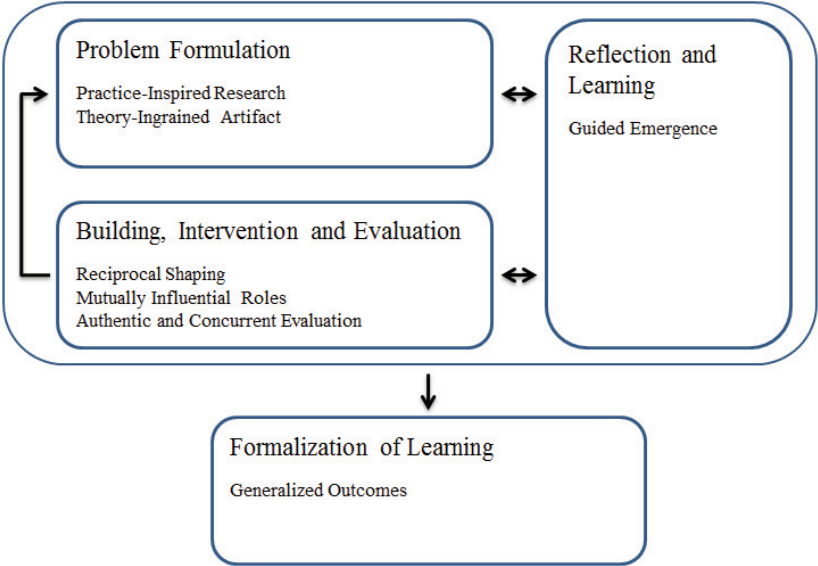 Problem Formulation
Practice-Inspired Research
Theory-Ingrained Artifact
Reflection and
Learning
Guided Emergence
Building, Intervention and Evaluation
Reciprocal Shaping
Mutually Influential Roles
Authentic and Concurrent Evaluation
Formalization of Learning
Generalized Outcomes